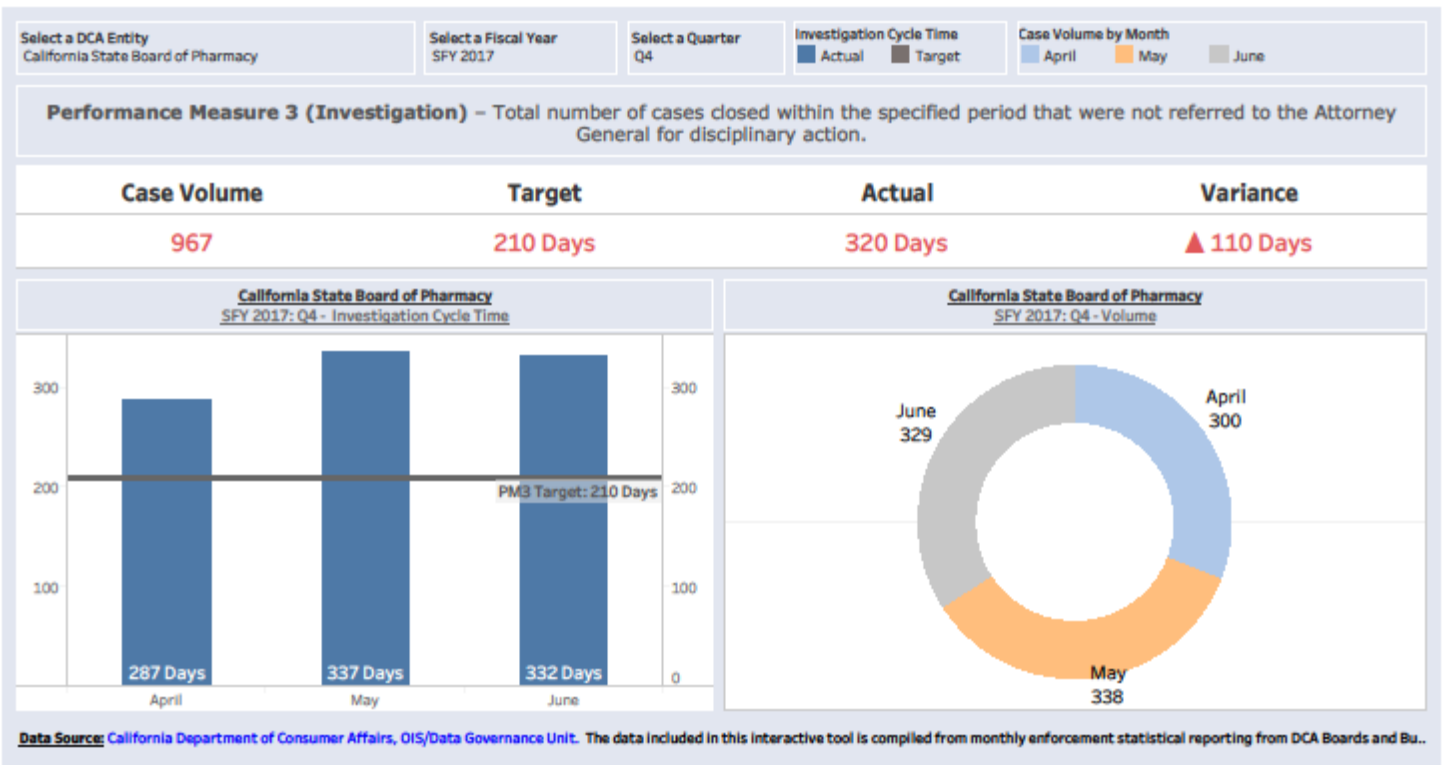 Select a DCA Entity
California State Board of Pharmacy
Select a Fiscal Year
SFY 2017
Select a Quarter
Q4
Investigation Cycle Time
Actual Target
Case Volume by Month
April May June
Performance Measure 3 (Investigation) – Total number of cases closed within the specified period that were not referred to the Attorney
General for disciplinary action.
Case Volume Target Actual Variance
967 210 Days 320 Days ▲ 110 Days
California State Board of Pharmacy
SFY 2017: Q4 - Investigation Cycle Time
300
200
100
300
200
100
0
PM3 Target: 210 Days
287 Days 337 Days 332 Days
April May June
California State Board of Pharmacy
SFY 2017: Q4 - Volume
June
329
April
300
May
338
Data Source: California Department of Consumer Affairs, OIS/Data Governance Unit. The data included in this interactive tool is compiled from monthly enforcement statistical reporting from DCA Boards and Bu..